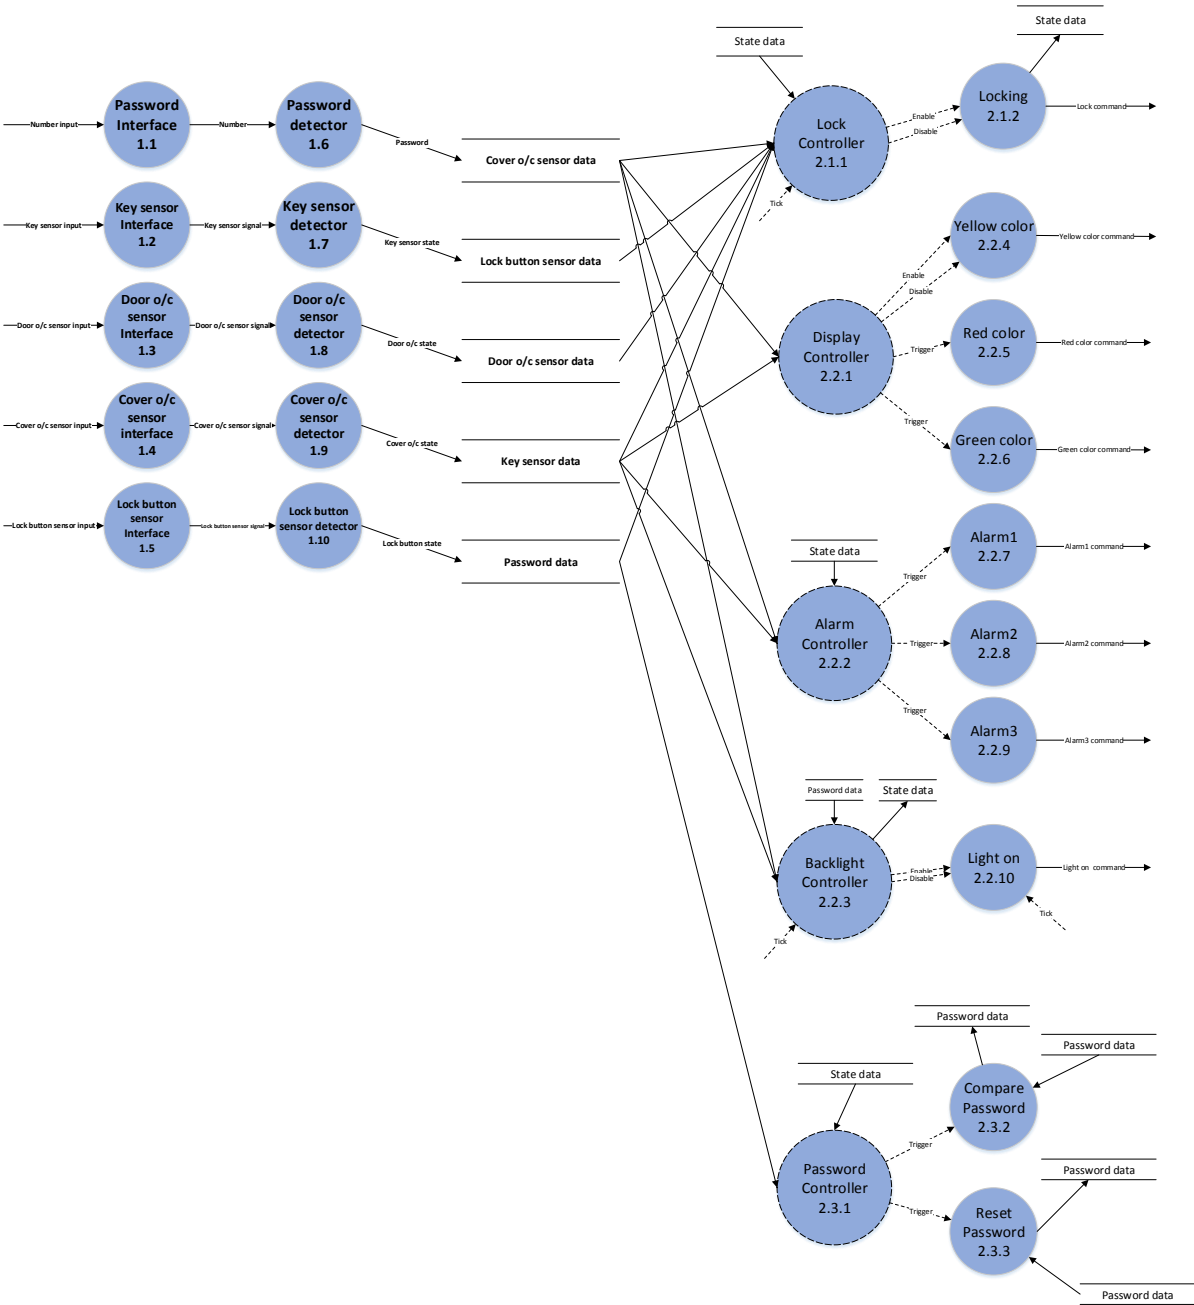 Number input
Password
Interface
1.1
Number
Password
detector
1.6
Password
Key sensor input
Key sensor
Interface
1.2
Key sensor signal
Key sensor
detector
1.7
Key sensor state
Door o/c sensor input
Door o/c
sensor
Interface
1.3
Door o/c sensor signal
Door o/c
sensor
detector
1.8
Door o/c state
Cover o/c sensor input
Cover o/c
sensor
interface
1.4
Cover o/c sensor signal
Cover o/c
sensor
detector
1.9
Cover o/c state
Lock button sensor input
Lock button
sensor
Interface
1.5
Lock button sensor signal
Lock button
sensor detector
1.10
Lock button state
Cover o/c sensor data
Lock button sensor data
Door o/c sensor data
Key sensor data
Password data
State data
Lock
Controller
2.1.1
Tick
Enable
Disable
State data
Locking
2.1.2
Lock command
Display
Controller
2.2.1
Enable
Disable
Trigger
Trigger
Yellow color
2.2.4
Yellow color command
Red color
2.2.5
Red color command
Green color
2.2.6
Green color command
State data
Alarm
Controller
2.2.2
Trigger
Trigger
Trigger
Alarm1
2.2.7
Alarm1 command
Alarm2
2.2.8
Alarm2 command
Alarm3
2.2.9
Alarm3 command
Password data
State data
Backlight
Controller
2.2.3
Tick
Enable
Disable
Light on
2.2.10
Light on command
Tick
State data
Password
Controller
2.3.1
Trigger
Trigger
Password data
Password data
Compare
Password
2.3.2
Password data
Reset
Password
2.3.3
Password data